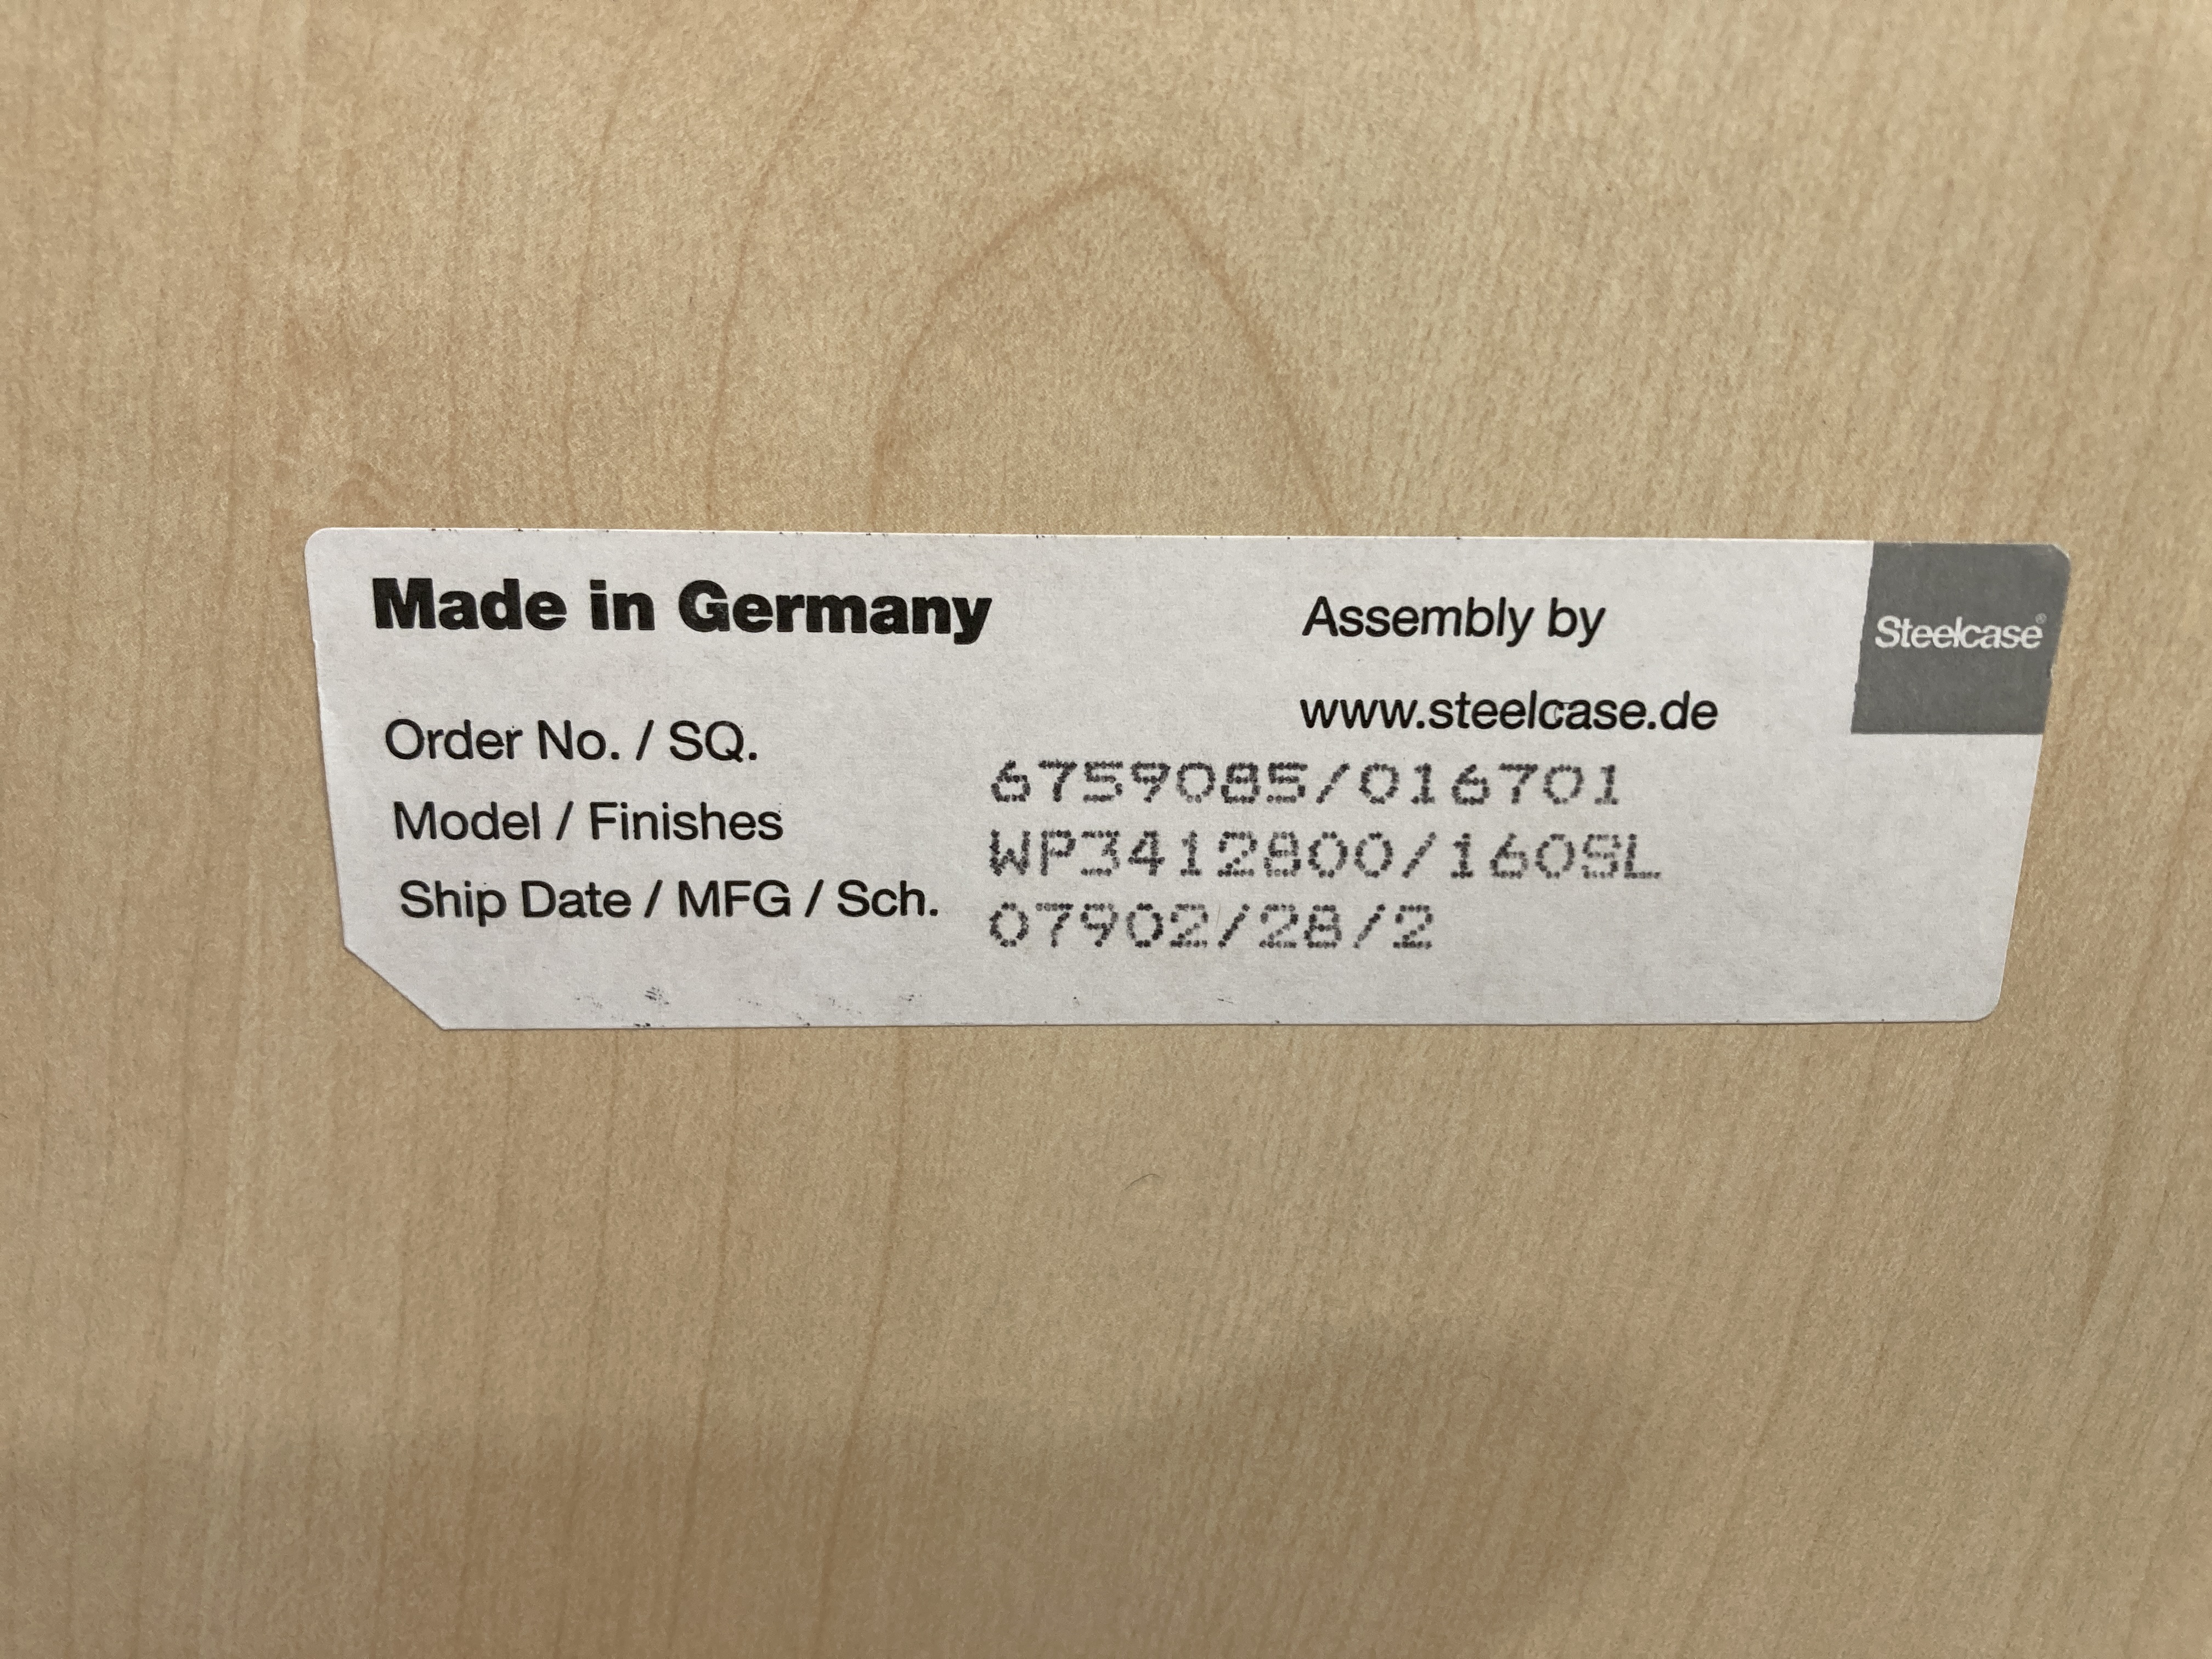 Made in Germany
Assembly by
Steelcase®
www.steelcase.de
Order No. / SQ.
6759085/016701
Model / Finishes
WP3412800/160SL
Ship Date / MFG / Sch.
07902/28/2